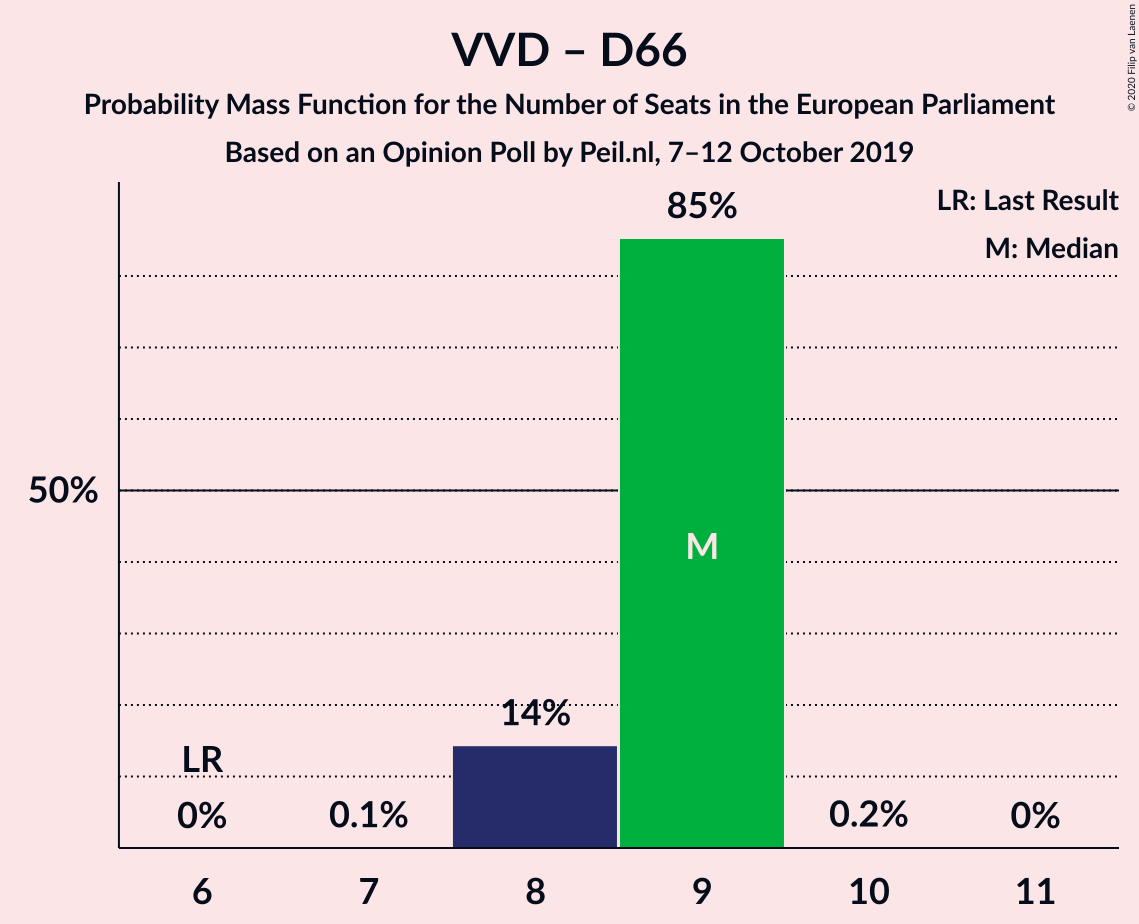 VVD – D66
Probability Mass Function for the Number of Seats in the European Parliament
Based on an Opinion Poll by Peil.nl, 7–12 October 2019
© 2020 Filip van Laenen
LR: Last Result
M: Median
85%
50%
M
14%
LR
0%
0.1%
0.2%
0%
6
7
8
9
10
11